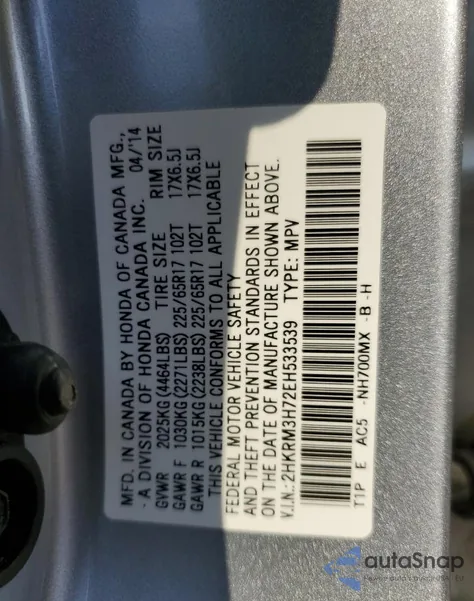 MFD. IN CANADA BY HONDA OF CANADA MFG.,
- A DIVISION OF HONDA CANADA INC. 04/'14
GVWR 2025KG(4464LBS) TIRE SIZE RIM SIZE
GAWR F 1030KG(2271LBS) 225/65R17 102T 17X6.5J
GAWR R 1015KG(2238LBS) 225/65R17 102T 17X6.5J
THIS VEHICLE CONFORMS TO ALL APPLICABLE
FEDERAL MOTOR VEHICLE SAFETY
AND THEFT PREVENTION STANDARDS IN EFFECT
ON THE DATE OF MANUFACTURE SHOWN ABOVE.
V.I.N.: 2HKRM3H72EH533539 TYPE: MPV
T1P E AC5 -NH700MX -B -H
autaSnap